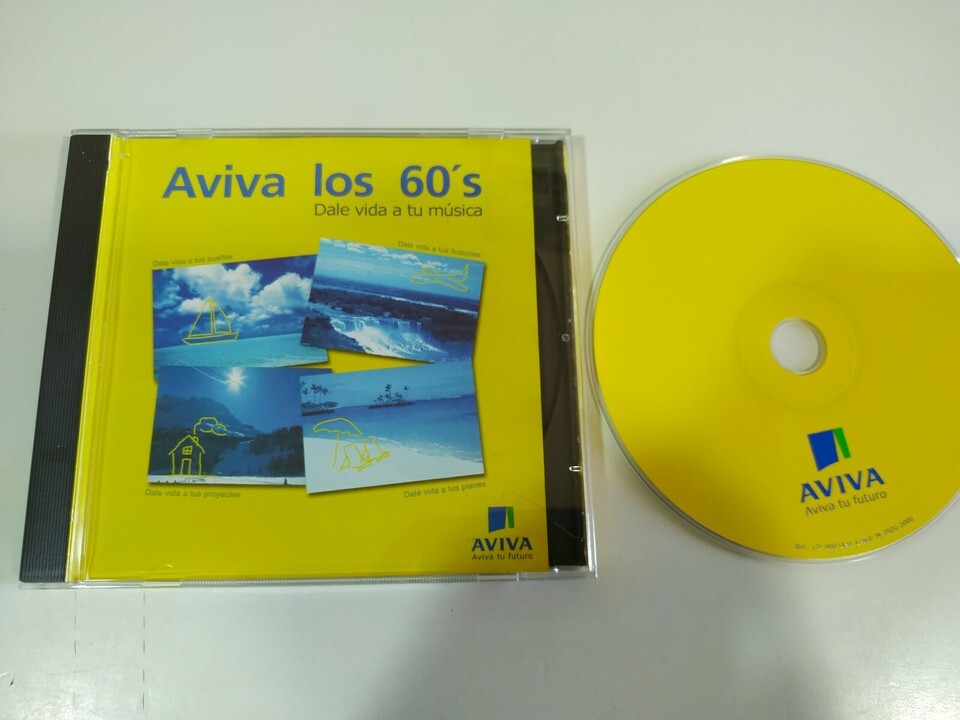 Aviva los 60´s
Dale vida a tu música
Dale vida a tus sueños
Dale vida a tus ilusiones
Dale vida a tus proyectos
Dale vida a tus planes
AVIVA
Aviva tu futuro
AVIVA
Aviva tu futuro